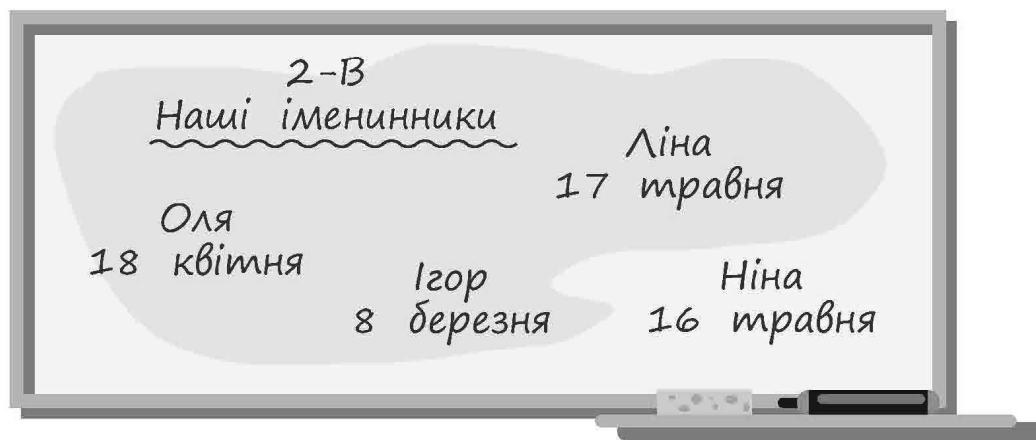 2-В
Наші іменинники
Ліна
17 травня
Оля
18 квітня
Ігор
8 березня
Ніна
16 травня